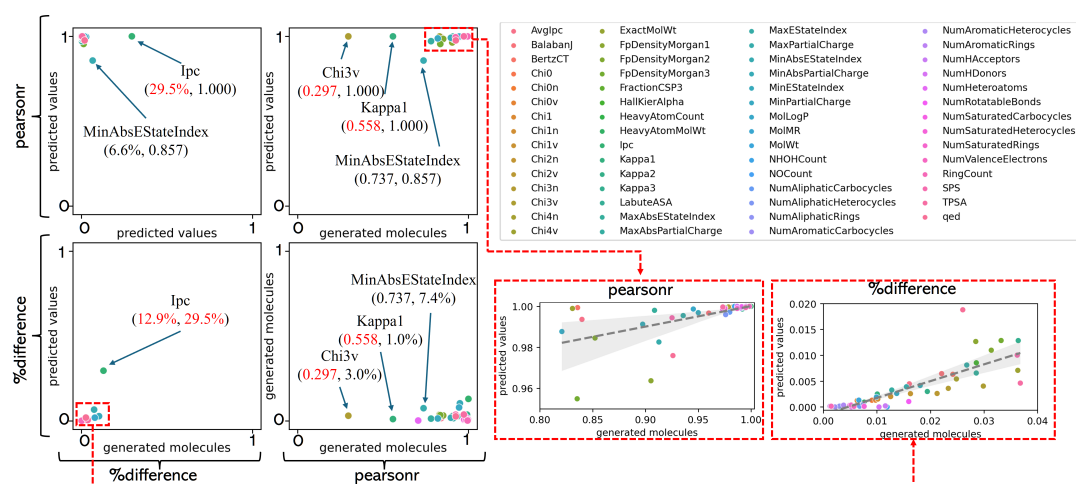 pearsonr
predicted values
1
0
Ipc
(29.5%, 1.000)
MinAbsEStateIndex
(6.6%, 0.857)
0
1
predicted values
predicted values
1
0
Chi3v
(0.297, 1.000)
Kappa1
(0.558, 1.000)
MinAbsEStateIndex
(0.737, 0.857)
0
1
generated molecules
AvgIpc
BalabanJ
BertzCT
Chi0
Chi0n
Chi0v
Chi1
Chi1n
Chi1v
Chi2n
Chi2v
Chi3n
Chi3v
Chi4n
Chi4v
ExactMolWt
FpDensityMorgan1
FpDensityMorgan2
FpDensityMorgan3
FractionCSP3
HallKierAlpha
HeavyAtomCount
HeavyAtomMolWt
Ipc
Kappa1
Kappa2
Kappa3
LabuteASA
MaxAbsEStateIndex
MaxAbsPartialCharge
MaxEStateIndex
MaxPartialCharge
MinAbsEStateIndex
MinAbsPartialCharge
MinEStateIndex
MinPartialCharge
MolLogP
MolMR
MolWt
NHOHCount
NOCount
NumAliphaticCarbocycles
NumAliphaticHeterocycles
NumAliphaticRings
NumAromaticCarbocycles
NumAromaticHeterocycles
NumAromaticRings
NumHAcceptors
NumHDonors
NumHeteroatoms
NumRotatableBonds
NumSaturatedCarbocycles
NumSaturatedHeterocycles
NumSaturatedRings
NumValenceElectrons
RingCount
SPS
TPSA
qed
%difference
predicted values
1
0
Ipc
(12.9%, 29.5%)
0
1
generated molecules
%difference
generated molecules
1
0
MinAbsEStateIndex
(0.737, 7.4%)
Kappa1
(0.558, 1.0%)
Chi3v
(0.297, 3.0%)
0
1
generated molecules
pearsonr
pearsonr
predicted values
1.00
0.98
0.96
0.80
0.85
0.90
0.95
1.00
generated molecules
%difference
predicted values
0.020
0.015
0.010
0.005
0.000
0.00
0.01
0.02
0.03
0.04
generated molecules